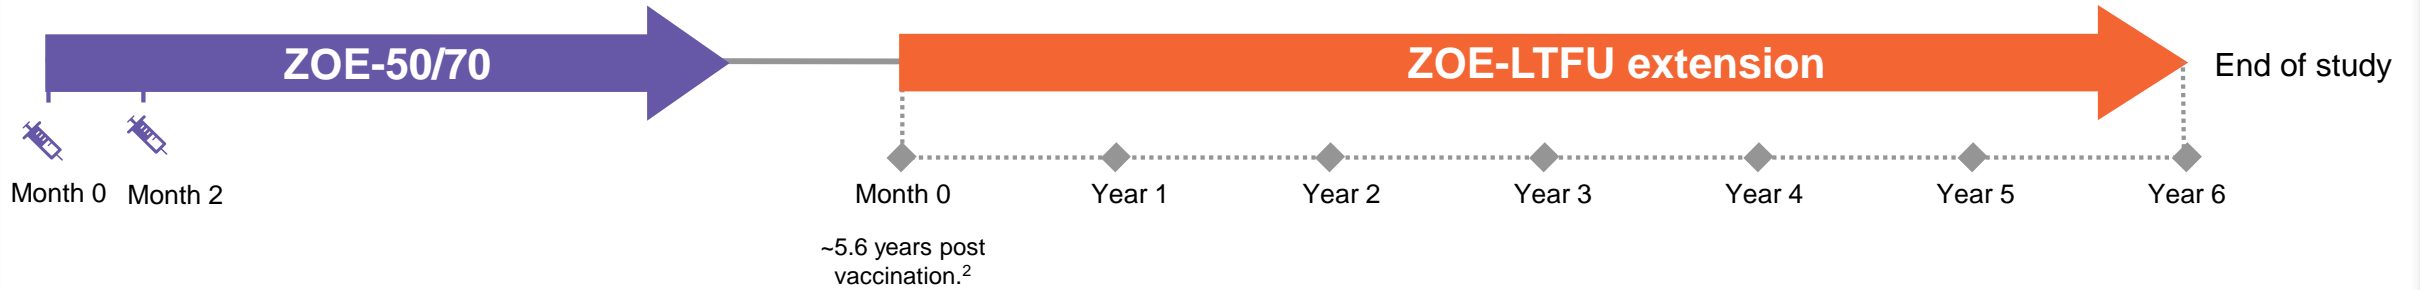 ZOE-50/70
ZOE-LTFU extension
End of study
Month 0
Month 2
Month 0
Year 1
Year 2
Year 3
Year 4
Year 5
Year 6
~5.6 years post
vaccination.²